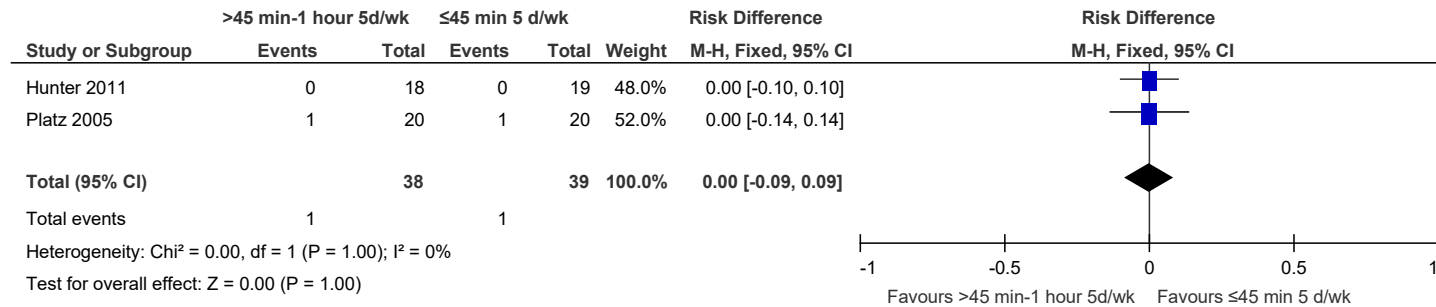 >45 min-1 hour 5d/wk ≤45 min 5 d/wk Risk Difference Risk Difference
Study or Subgroup Events Total Events Total Weight M-H, Fixed, 95% CI M-H, Fixed, 95% CI
Hunter 2011 0 18 0 19 48.0% 0.00 [-0.10, 0.10]
Platz 2005 1 20 1 20 52.0% 0.00 [-0.14, 0.14]
Total (95% CI) 38 39 100.0% 0.00 [-0.09, 0.09]
Total events 1 1
Heterogeneity: Chi² = 0.00, df = 1 (P = 1.00); I² = 0%
Test for overall effect: Z = 0.00 (P = 1.00)
-1 -0.5 0 0.5 1
Favours >45 min-1 hour 5d/wk Favours ≤45 min 5 d/wk